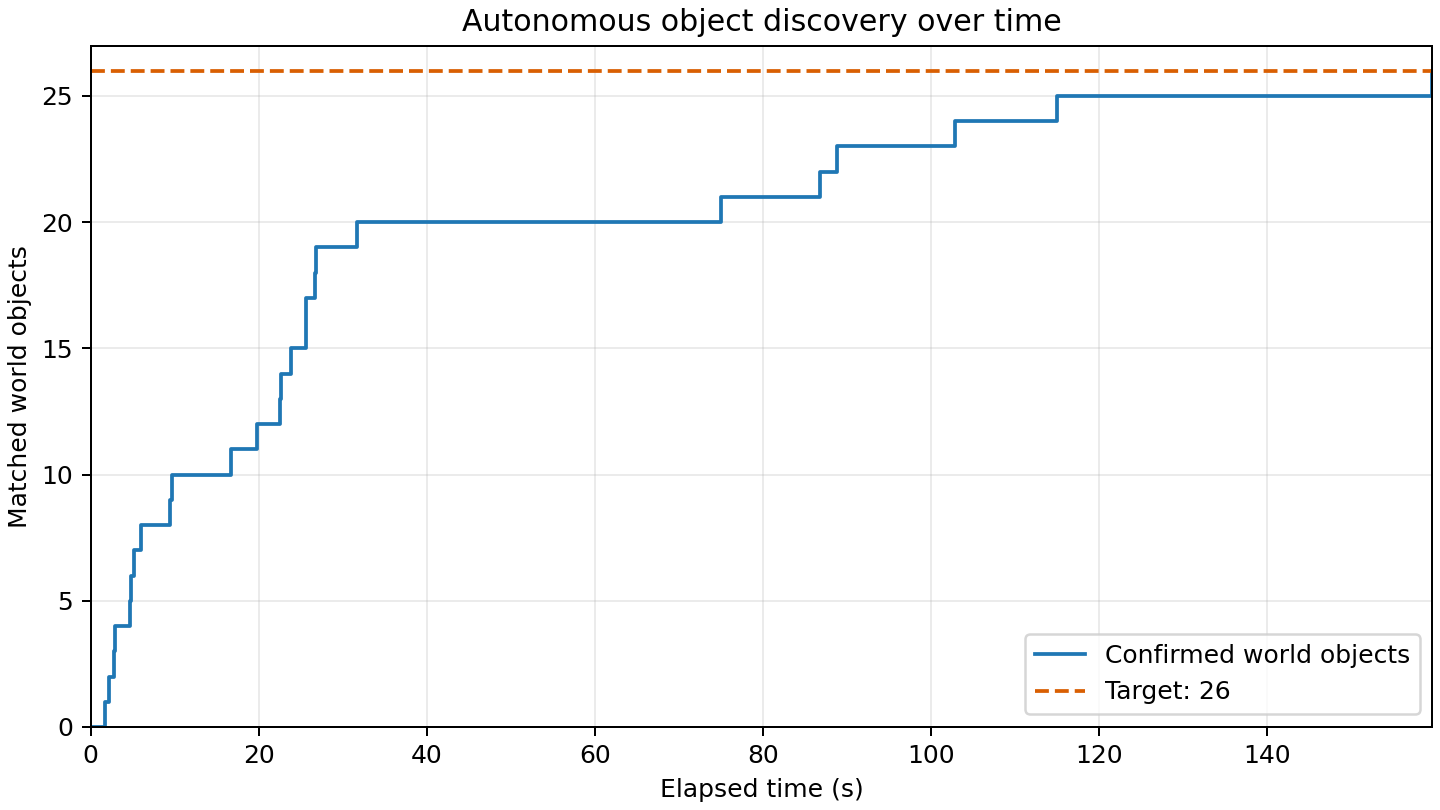 Autonomous object discovery over time
Matched world objects
25
20
15
10
5
0
0 20 40 60 80 100 120 140
Elapsed time (s)
Confirmed world objects
Target: 26